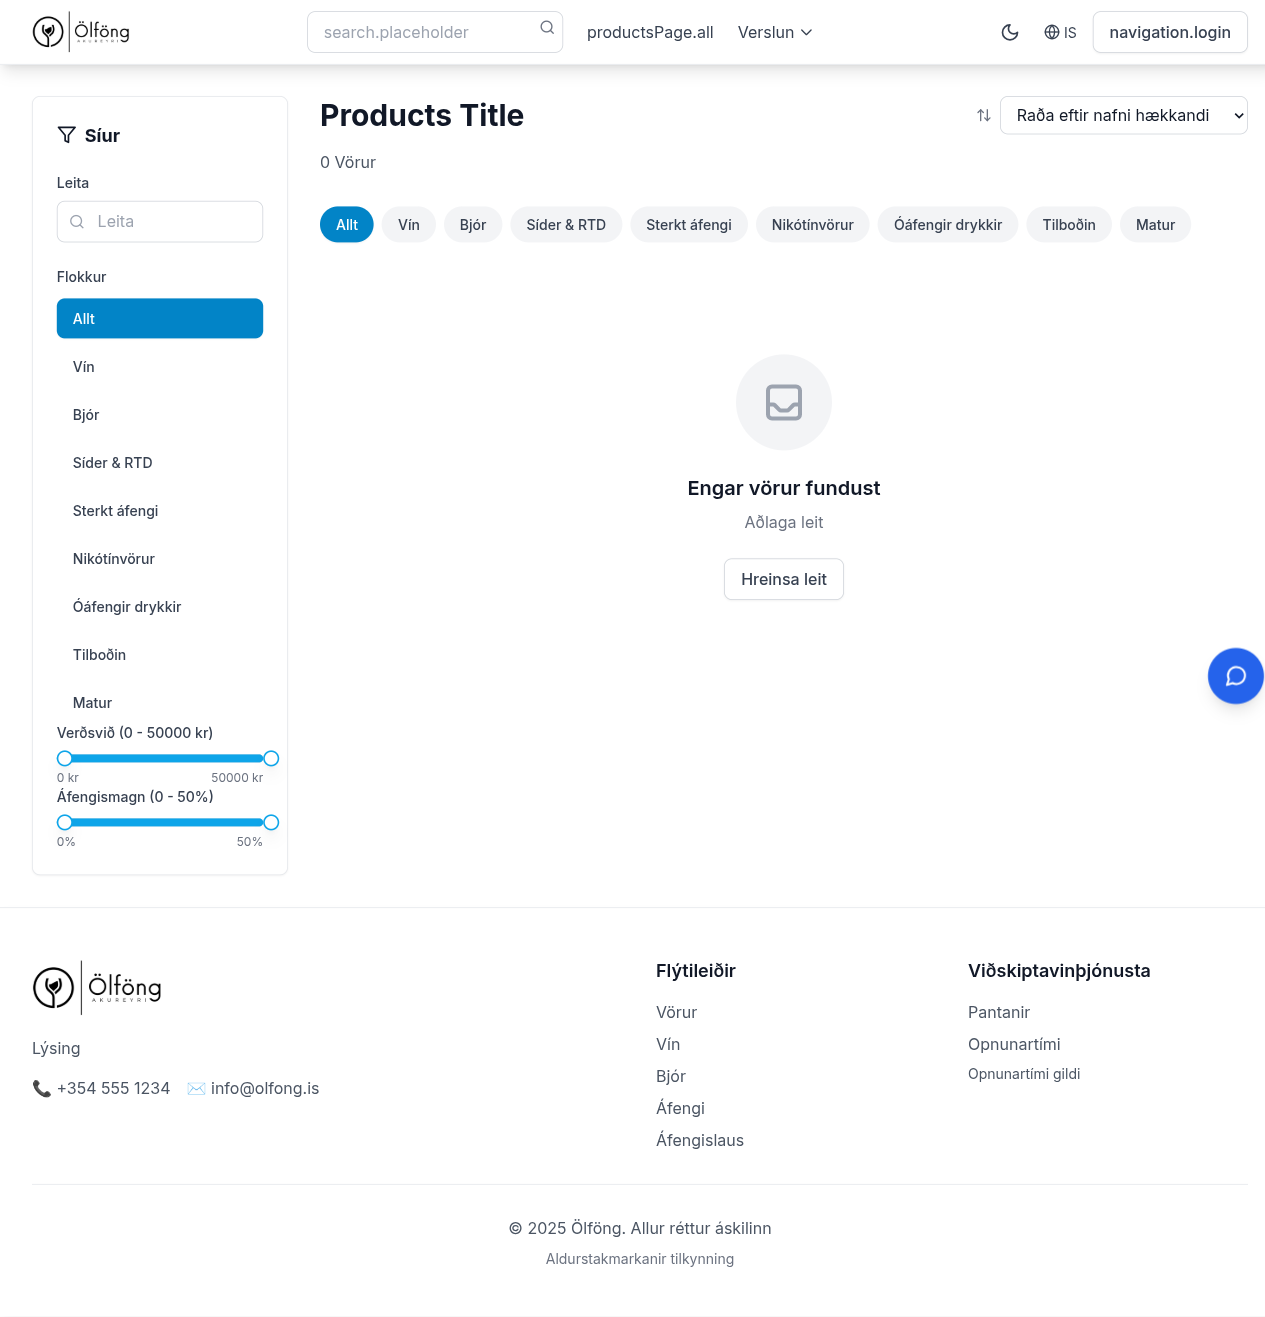 Ölföng
AKUREYRI
search.placeholder
productsPage.all
Verslun
IS
navigation.login
Síur
Leita
Leita
Flokkur
Allt
Vín
Bjór
Síder & RTD
Sterkt áfengi
Nikótínvörur
Óáfengir drykkir
Tilboðin
Matur
Verðsvið (0 - 50000 kr)
0 kr 50000 kr
Áfengismagn (0 - 50%)
0% 50%
Products Title
Raða eftir nafni hækkandi
0 Vörur
Allt Vín Bjór Síder & RTD Sterkt áfengi Nikótínvörur Óáfengir drykkir Tilboðin Matur
Engar vörur fundust
Aðlaga leit
Hreinsa leit
Ölföng
AKUREYRI
Lýsing
📞 +354 555 1234 ✉️ info@olfong.is
Flýtileiðir
Vörur
Vín
Bjór
Áfengi
Áfengislaus
Viðskiptavinþjónusta
Pantanir
Opnunartími
Opnunartími gildi
© 2025 Ölföng. Allur réttur áskilinn
Aldurstakmarkanir tilkynning